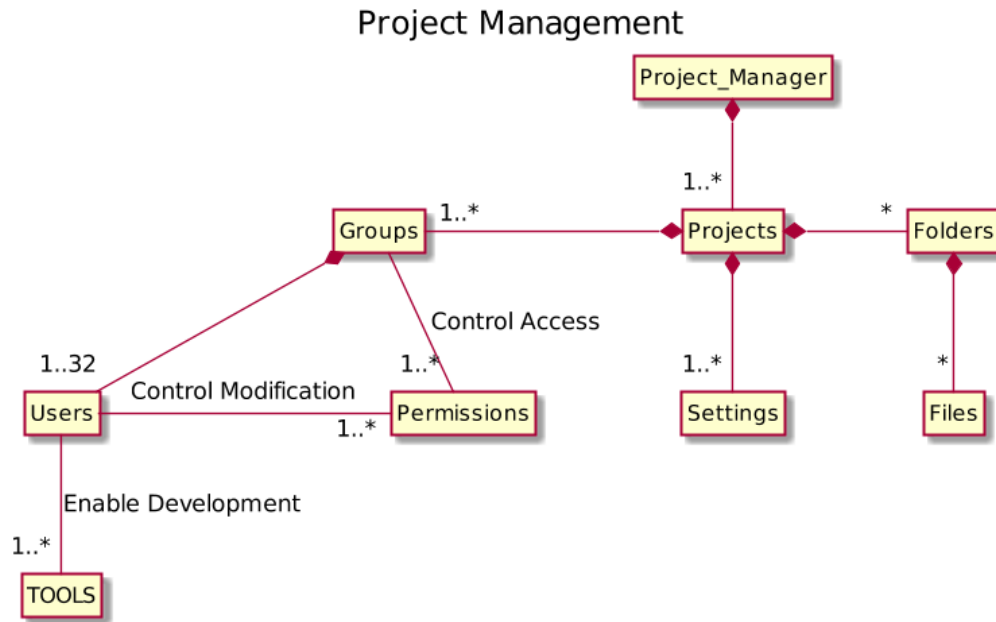 Project Management
Project_Manager
1..*
Groups
1..*
Projects
*
Folders
Control Access
1..32
1..*
1..*
*
Users
Control Modification
1..*
Permissions
Settings
Files
Enable Development
1..*
TOOLS